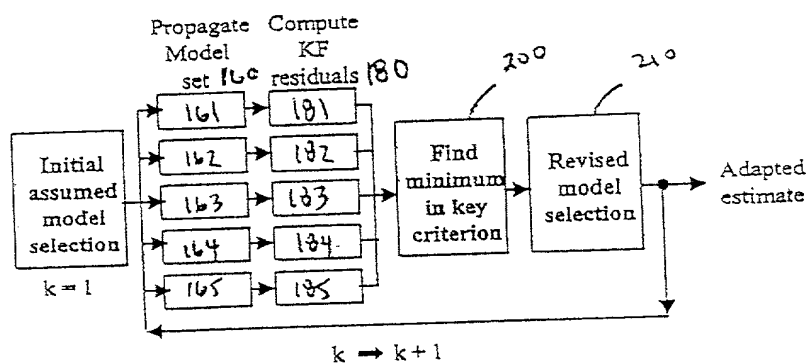 Propagate
Model
set 160
Compute
KF
residuals 180
200
210
Initial
assumed
model
selection
k = 1
161
181
162
182
163
183
164
184
165
185
Find
minimum
in key
criterion
Revised
model
selection
Adapted
estimate
k → k + 1